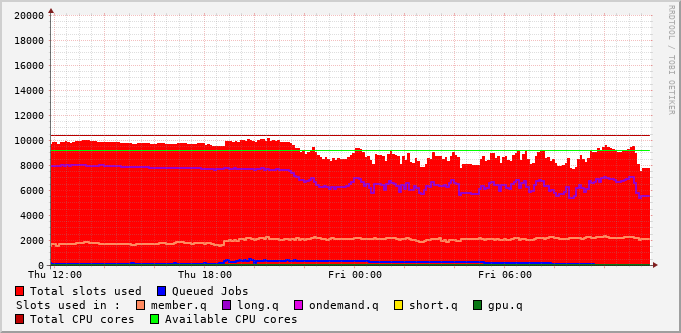 20000
18000
16000
14000
12000
10000
8000
6000
4000
2000
0
Thu 12:00 Thu 18:00 Fri 00:00 Fri 06:00
Total slots used Queued Jobs
Slots used in : member.q long.q ondemand.q short.q gpu.q
Total CPU cores Available CPU cores
RRDTOOL / TOBI OETIKER